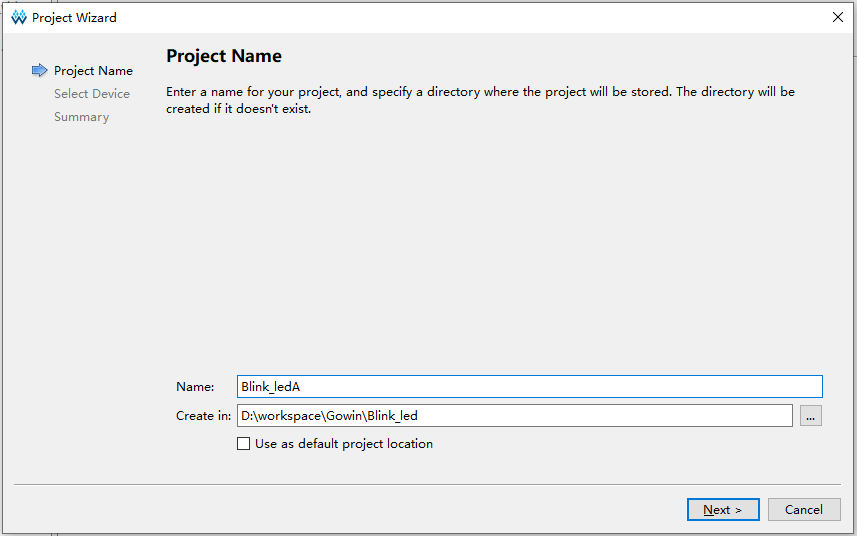 Project Wizard
Project Name
Project Name
Select Device
Summary
Enter a name for your project, and specify a directory where the project will be stored. The directory will be
created if it doesn't exist.
Name: Blink_ledA
Create in: D:\workspace\Gowin\Blink_led ...
Use as default project location
Next > Cancel